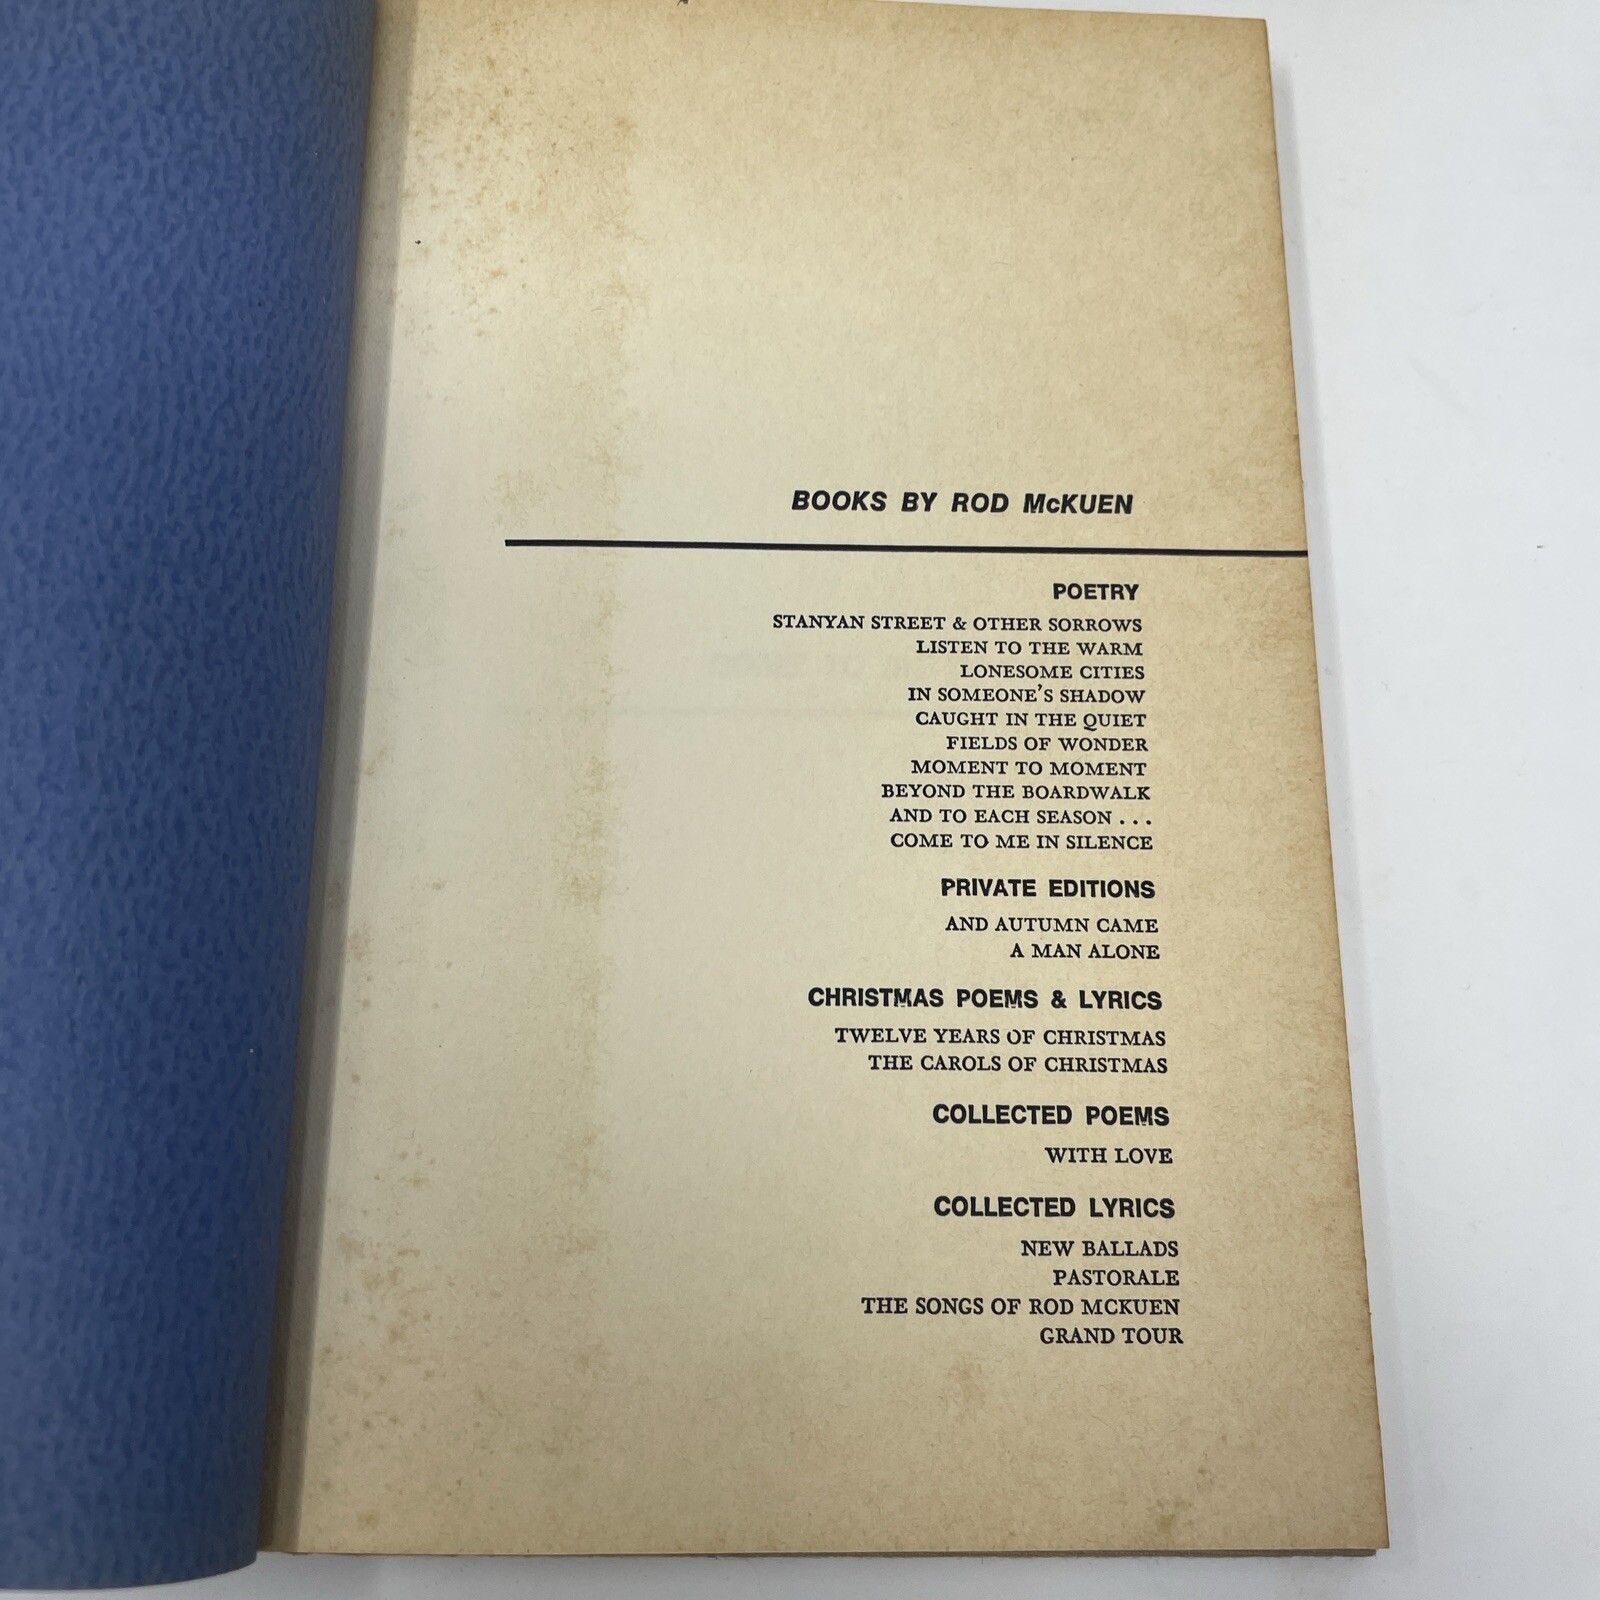 BOOKS BY ROD McKUEN
POETRY
STANYAN STREET & OTHER SORROWS
LISTEN TO THE WARM
LONESOME CITIES
IN SOMEONE'S SHADOW
CAUGHT IN THE QUIET
FIELDS OF WONDER
MOMENT TO MOMENT
BEYOND THE BOARDWALK
AND TO EACH SEASON . . .
COME TO ME IN SILENCE
PRIVATE EDITIONS
AND AUTUMN CAME
A MAN ALONE
CHRISTMAS POEMS & LYRICS
TWELVE YEARS OF CHRISTMAS
THE CAROLS OF CHRISTMAS
COLLECTED POEMS
WITH LOVE
COLLECTED LYRICS
NEW BALLADS
PASTORALE
THE SONGS OF ROD MCKUEN
GRAND TOUR